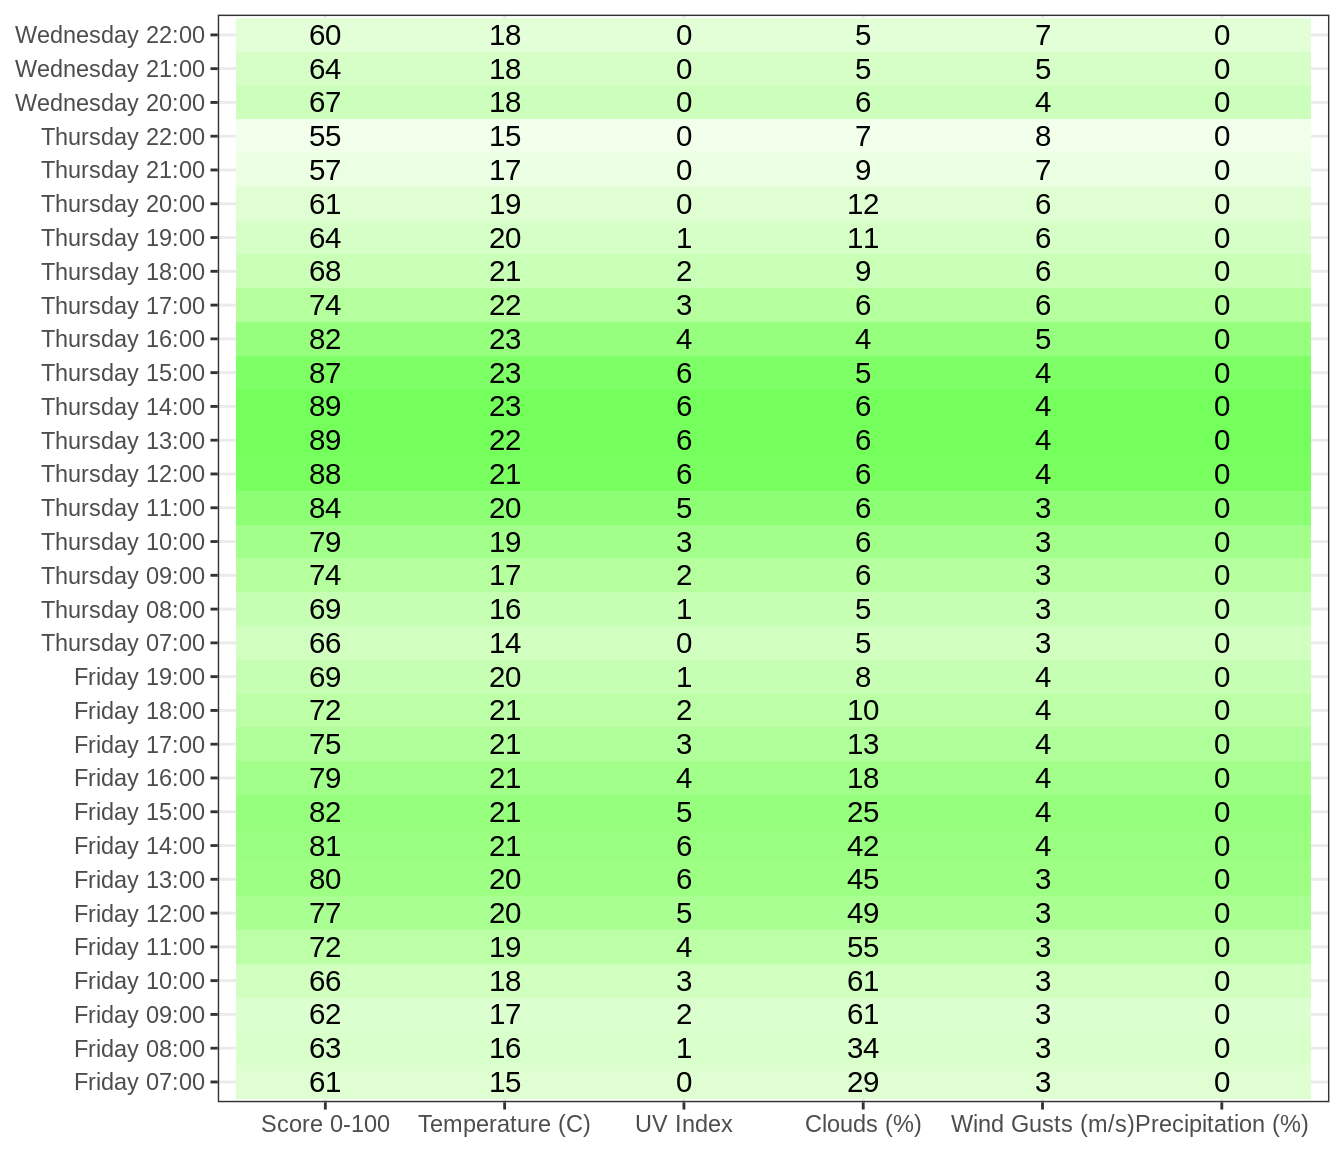 Wednesday 22:00 60 18 0 5 7 0
Wednesday 21:00 64 18 0 5 5 0
Wednesday 20:00 67 18 0 6 4 0
Thursday 22:00 55 15 0 7 8 0
Thursday 21:00 57 17 0 9 7 0
Thursday 20:00 61 19 0 12 6 0
Thursday 19:00 64 20 1 11 6 0
Thursday 18:00 68 21 2 9 6 0
Thursday 17:00 74 22 3 6 6 0
Thursday 16:00 82 23 4 4 5 0
Thursday 15:00 87 23 6 5 4 0
Thursday 14:00 89 23 6 6 4 0
Thursday 13:00 89 22 6 6 4 0
Thursday 12:00 88 21 6 6 4 0
Thursday 11:00 84 20 5 6 3 0
Thursday 10:00 79 19 3 6 3 0
Thursday 09:00 74 17 2 6 3 0
Thursday 08:00 69 16 1 5 3 0
Thursday 07:00 66 14 0 5 3 0
Friday 19:00 69 20 1 8 4 0
Friday 18:00 72 21 2 10 4 0
Friday 17:00 75 21 3 13 4 0
Friday 16:00 79 21 4 18 4 0
Friday 15:00 82 21 5 25 4 0
Friday 14:00 81 21 6 42 4 0
Friday 13:00 80 20 6 45 3 0
Friday 12:00 77 20 5 49 3 0
Friday 11:00 72 19 4 55 3 0
Friday 10:00 66 18 3 61 3 0
Friday 09:00 62 17 2 61 3 0
Friday 08:00 63 16 1 34 3 0
Friday 07:00 61 15 0 29 3 0
Score 0-100 Temperature (C) UV Index Clouds (%) Wind Gusts (m/s) Precipitation (%)